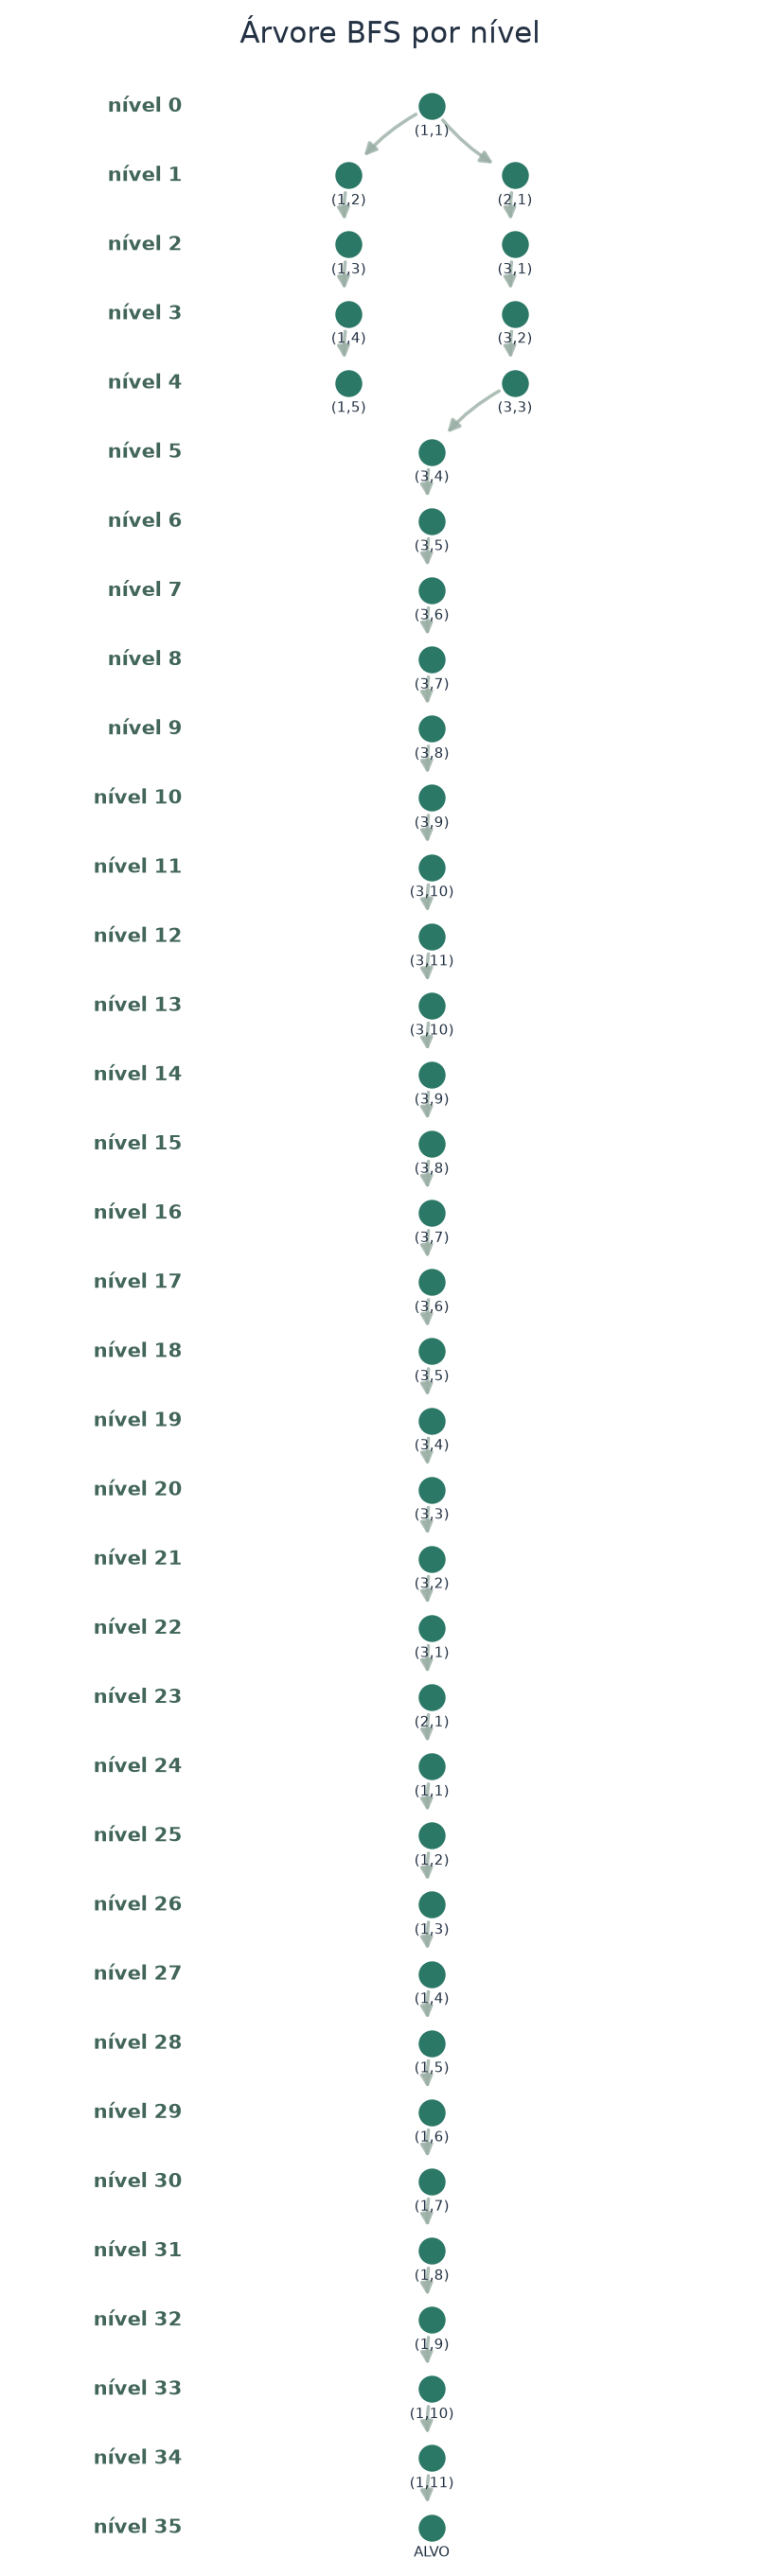 Árvore BFS por nível
nível 0
(1,1)
nível 1
(1,2) (2,1)
nível 2
(1,3) (3,1)
nível 3
(1,4) (3,2)
nível 4
(1,5) (3,3)
nível 5
(3,4)
nível 6
(3,5)
nível 7
(3,6)
nível 8
(3,7)
nível 9
(3,8)
nível 10
(3,9)
nível 11
(3,10)
nível 12
(3,11)
nível 13
(3,10)
nível 14
(3,9)
nível 15
(3,8)
nível 16
(3,7)
nível 17
(3,6)
nível 18
(3,5)
nível 19
(3,4)
nível 20
(3,3)
nível 21
(3,2)
nível 22
(3,1)
nível 23
(2,1)
nível 24
(1,1)
nível 25
(1,2)
nível 26
(1,3)
nível 27
(1,4)
nível 28
(1,5)
nível 29
(1,6)
nível 30
(1,7)
nível 31
(1,8)
nível 32
(1,9)
nível 33
(1,10)
nível 34
(1,11)
nível 35
ALVO